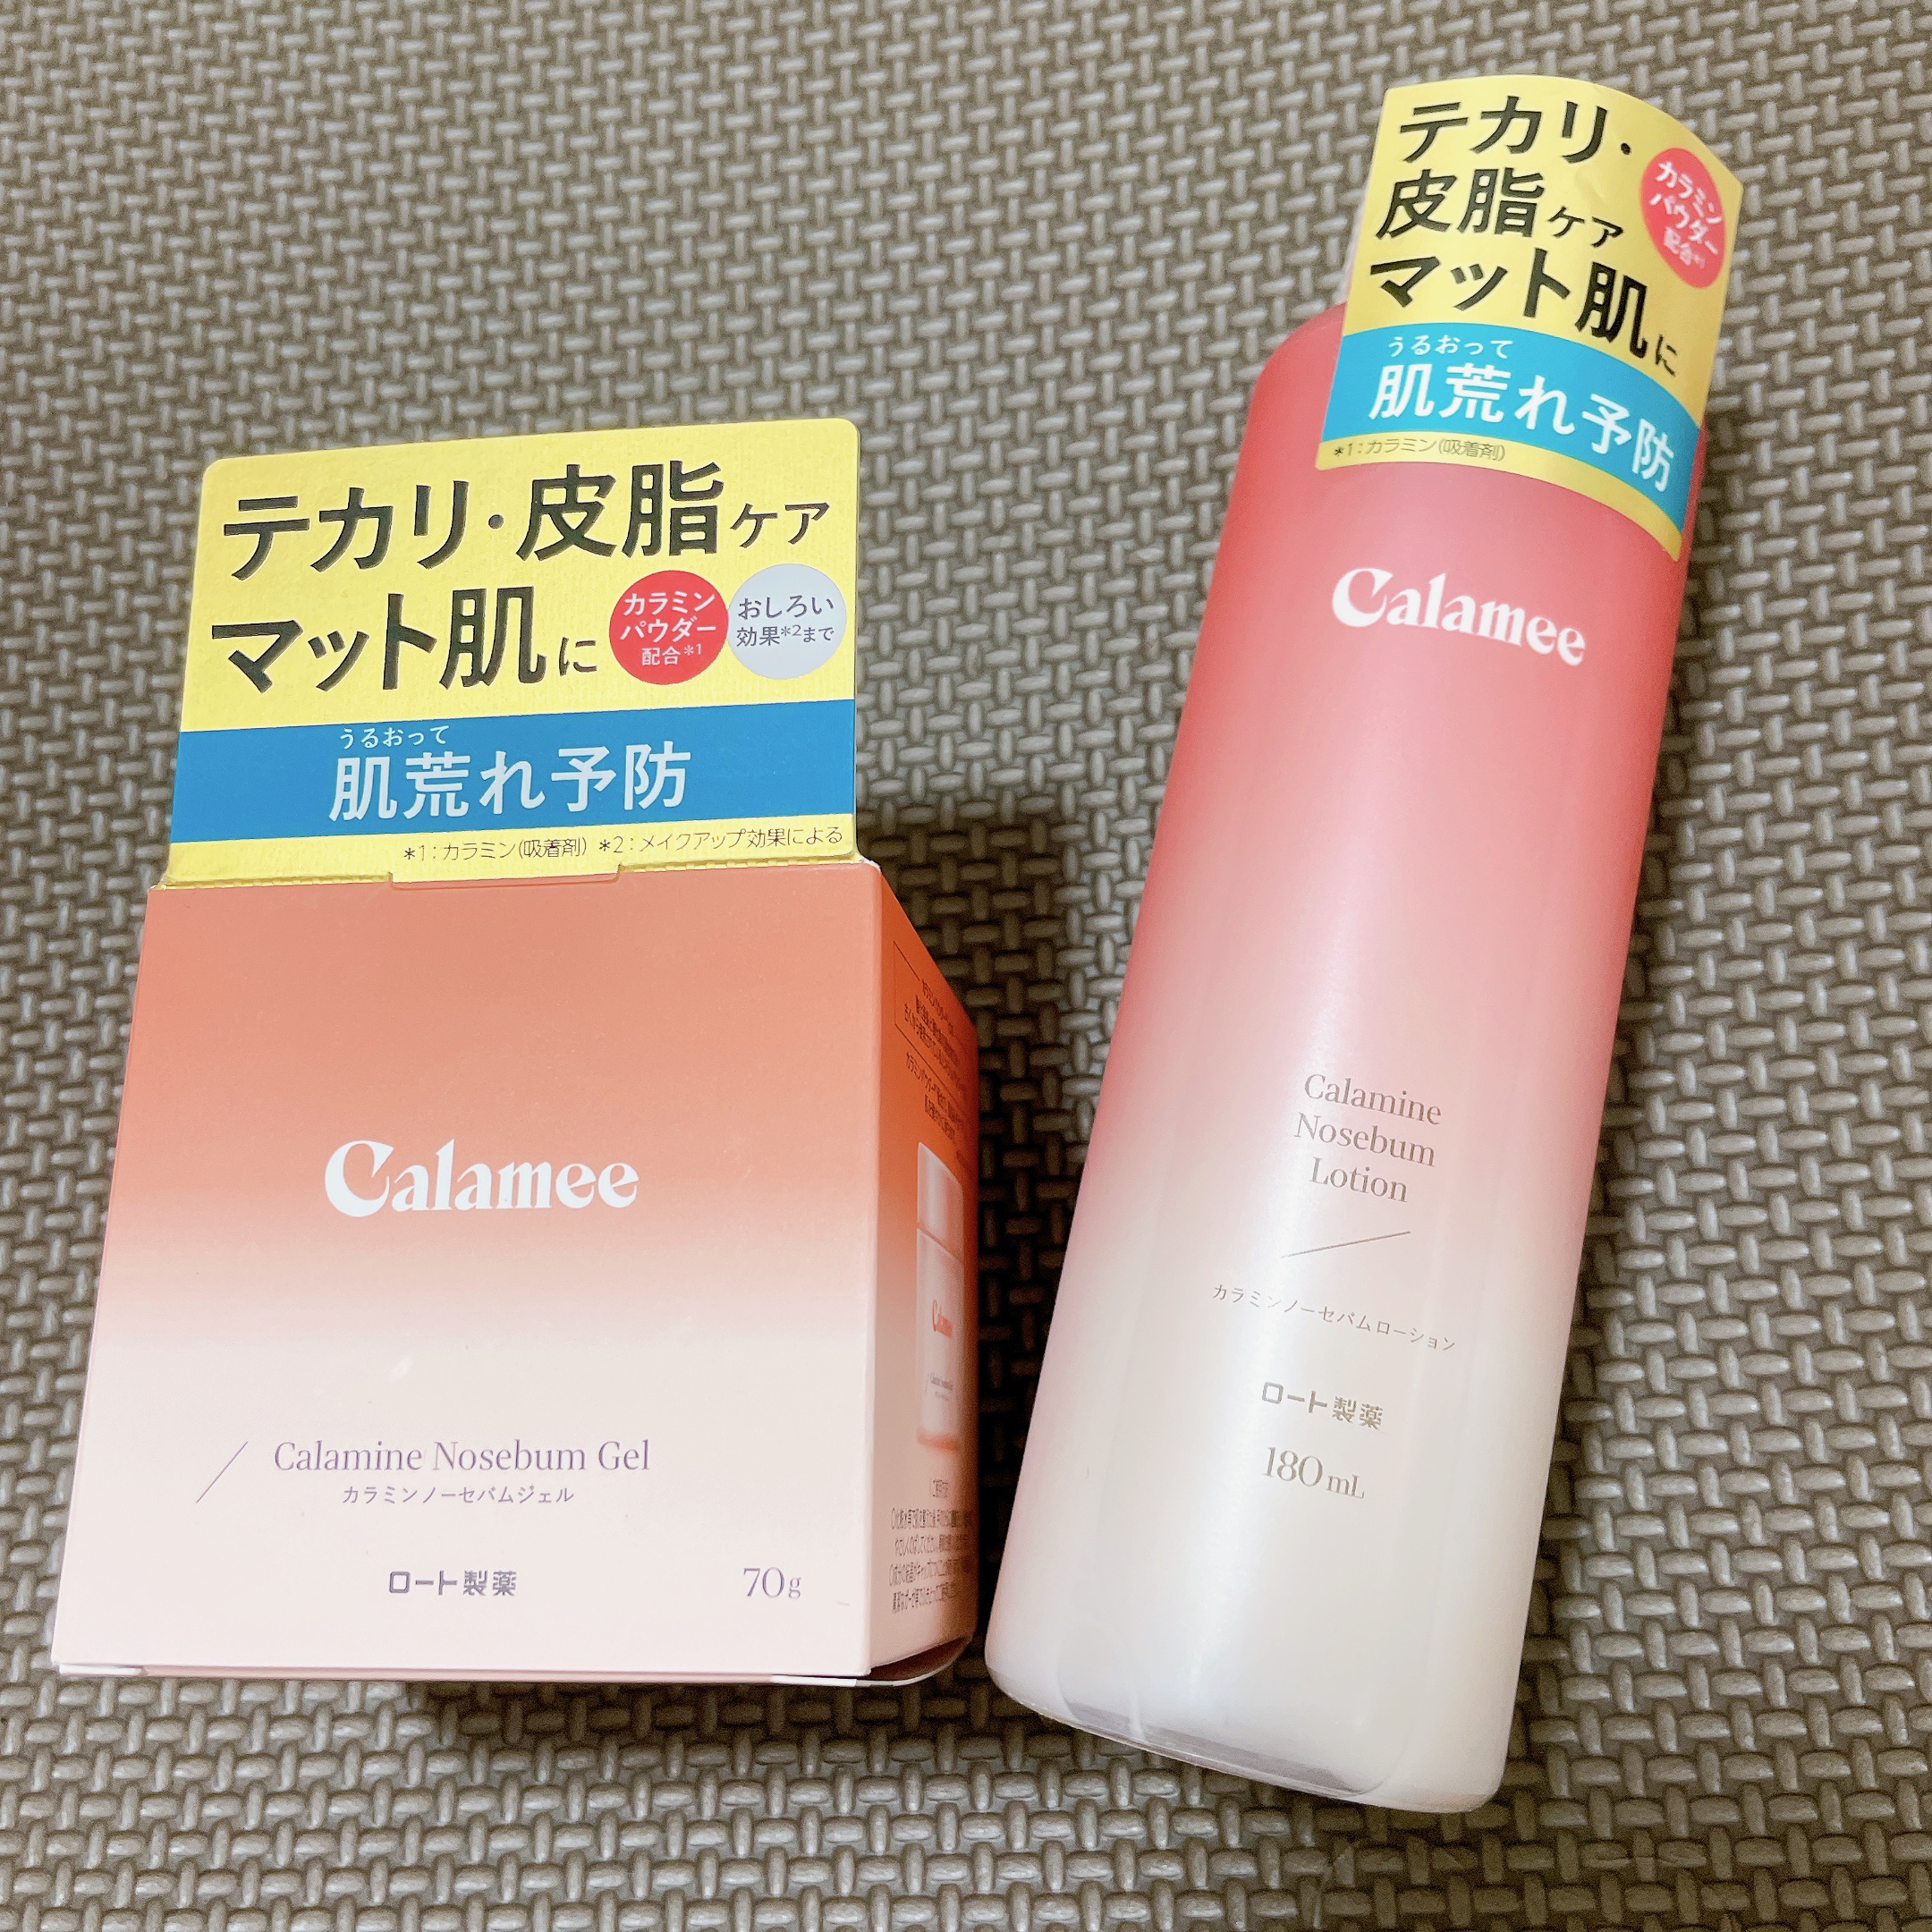 テカリ・皮脂ケア
マット肌に
カラミン
パウダー
配合*1
おしろい
効果*2まで
うるおって
肌荒れ予防
*1:カラミン(吸着剤) *2:メイクアップ効果による
Calamee
Calamine Nosebum Gel
カラミンノーセバムジェル
ロート製薬
70g
テカリ・
皮脂ケア
マット肌に
カラミン
パウダー
配合*1
うるおって
肌荒れ予防
*1:カラミン(吸着剤)
Calamee
Calamine
Nosebum
Lotion
カラミンノーセバムローション
ロート製薬
180mL